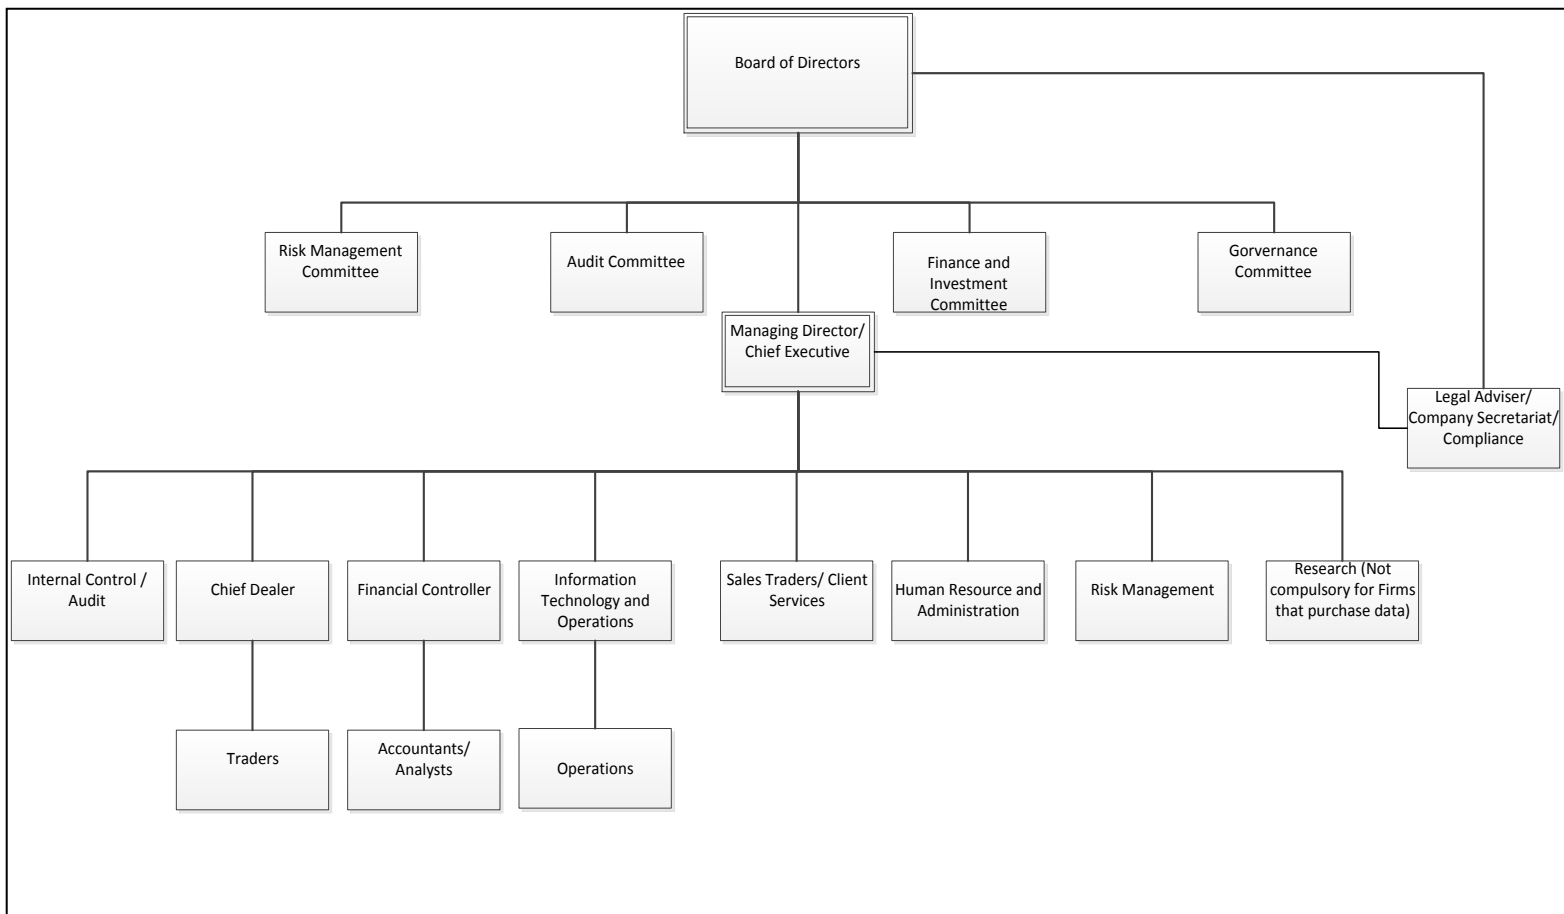 Board of Directors
Risk Management
Committee
Audit Committee
Finance and
Investment
Committee
Gorvernance
Committee
Managing Director/
Chief Executive
Legal Adviser/
Company Secretariat/
Compliance
Internal Control /
Audit
Chief Dealer
Financial Controller
Information
Technology and
Operations
Sales Traders/ Client
Services
Human Resource and
Administration
Risk Management
Research (Not
compulsory for Firms
that purchase data)
Traders
Accountants/
Analysts
Operations